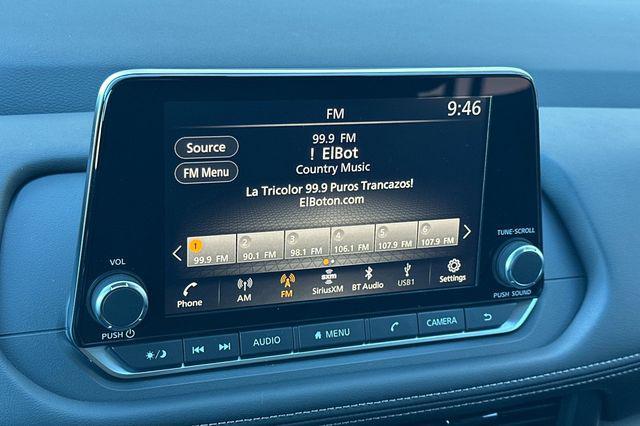 FM
9:46
Source
FM Menu
99.9 FM
! ElBot
Country Music
La Tricolor 99.9 Puros Trancazos!
ElBoton.com
1 2 3 4 5 6
99.9 FM 90.1 FM 98.1 FM 106.1 FM 107.9 FM 107.9 FM
Phone AM FM SiriusXM BT Audio USB1 Settings
sxm
VOL
PUSH
TUNE·SCROLL
PUSH SOUND
AUDIO MENU CAMERA